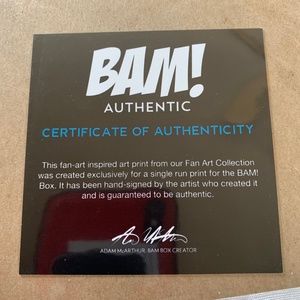 BAM!
AUTHENTIC
CERTIFICATE OF AUTHENTICITY
This fan-art inspired art print from our Fan Art Collection
was created exclusively for a single run print for the BAM!
Box. It has been hand-signed by the artist who created it
and is guaranteed to be authentic.
ADAM McARTHUR, BAM BOX CREATOR